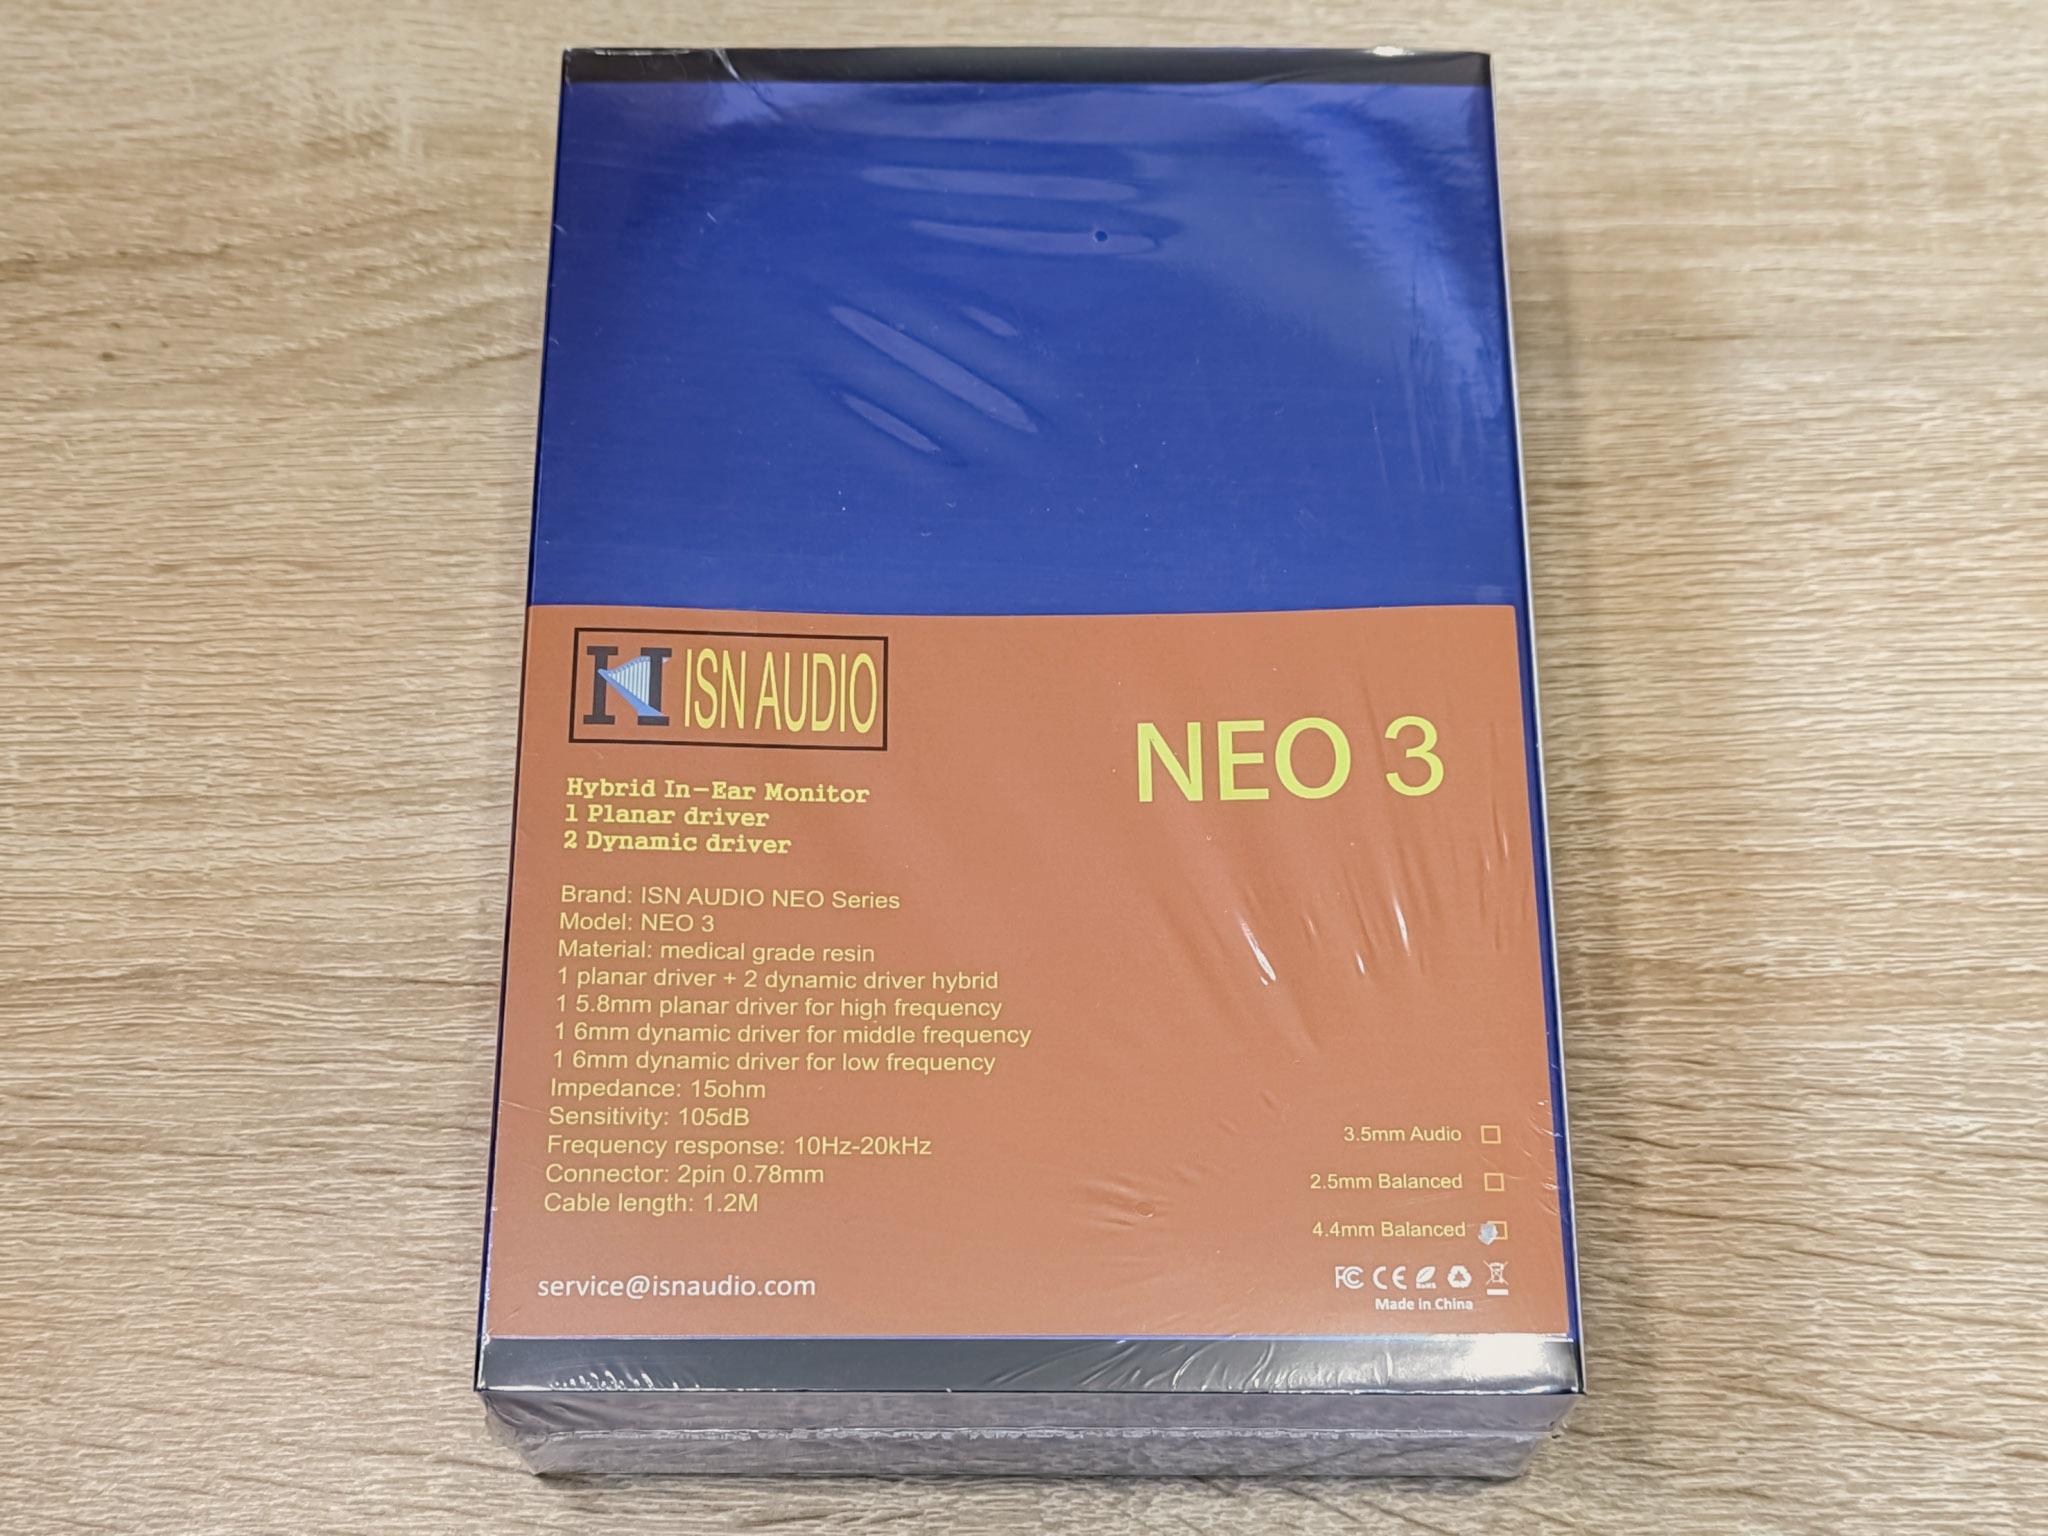 ISN AUDIO
NEO 3
Hybrid In-Ear Monitor
1 Planar driver
2 Dynamic driver
Brand: ISN AUDIO NEO Series
Model: NEO 3
Material: medical grade resin
1 planar driver + 2 dynamic driver hybrid
1 5.8mm planar driver for high frequency
1 6mm dynamic driver for middle frequency
1 6mm dynamic driver for low frequency
Impedance: 15ohm
Sensitivity: 105dB
Frequency response: 10Hz-20kHz
Connector: 2pin 0.78mm
Cable length: 1.2M
3.5mm Audio
2.5mm Balanced
4.4mm Balanced
service@isnaudio.com
FC CE RoHS
Made in China